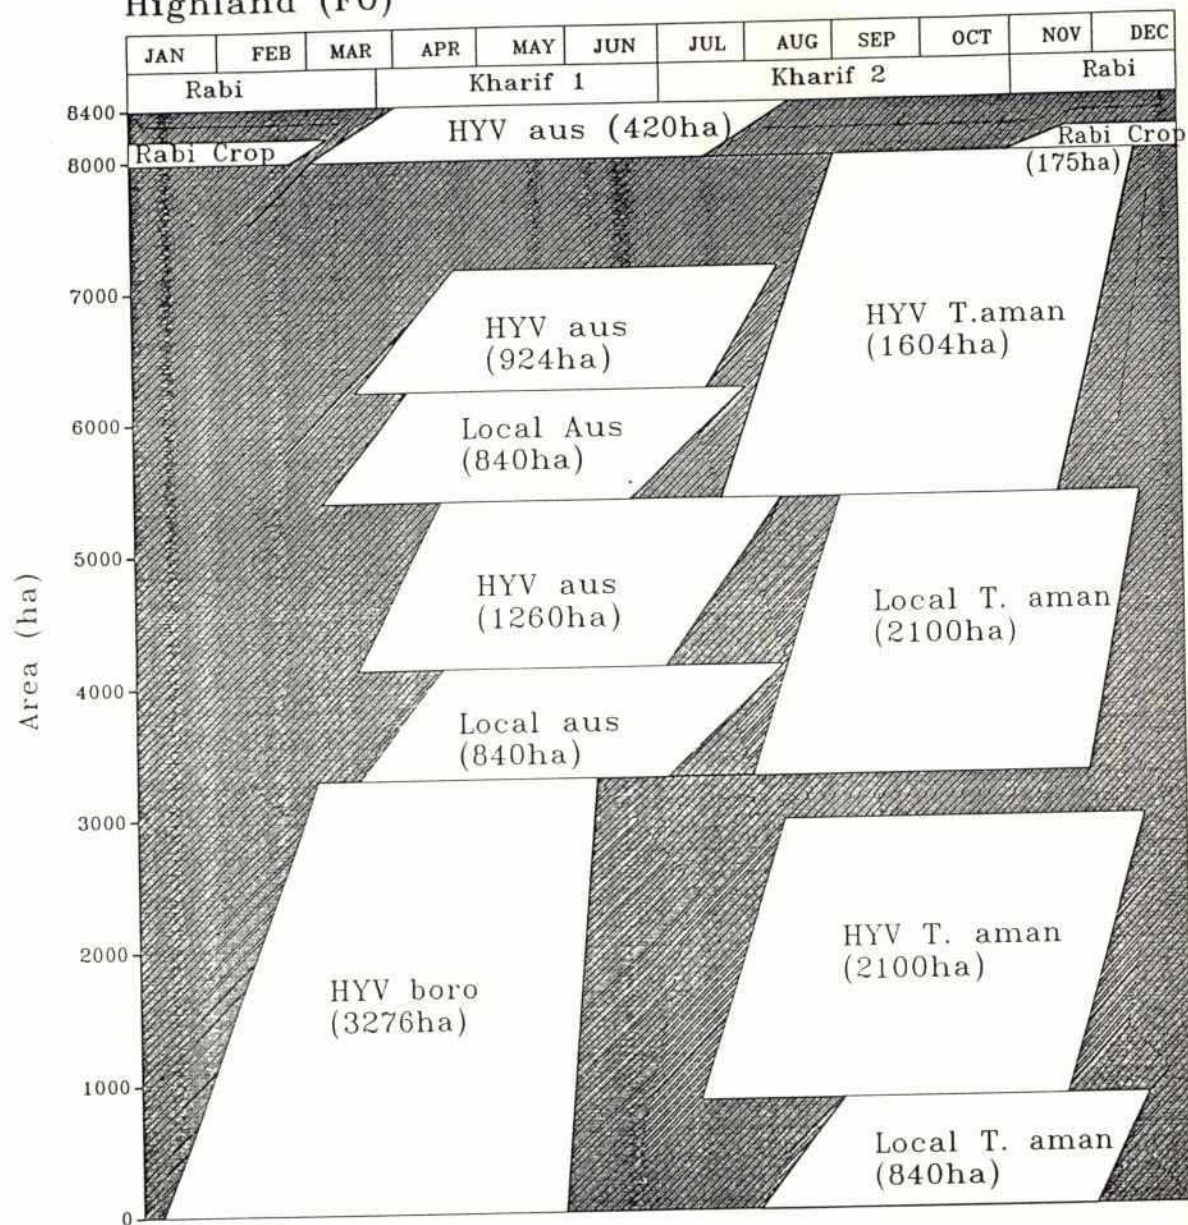 Highland (F0)
JAN FEB MAR APR MAY JUN JUL AUG SEP OCT NOV DEC
Rabi Kharif 1 Kharif 2 Rabi
8400
HYV aus (420ha)
Rabi Crop
Rabi Crop
(175ha)
8000
7000
HYV aus
(924ha)
HYV T.aman
(1604ha)
6000
Local Aus
(840ha)
5000
HYV aus
(1260ha)
Local T. aman
(2100ha)
Area (ha)
4000
Local aus
(840ha)
3000
HYV T. aman
(2100ha)
2000
HYV boro
(3276ha)
1000
Local T. aman
(840ha)
0